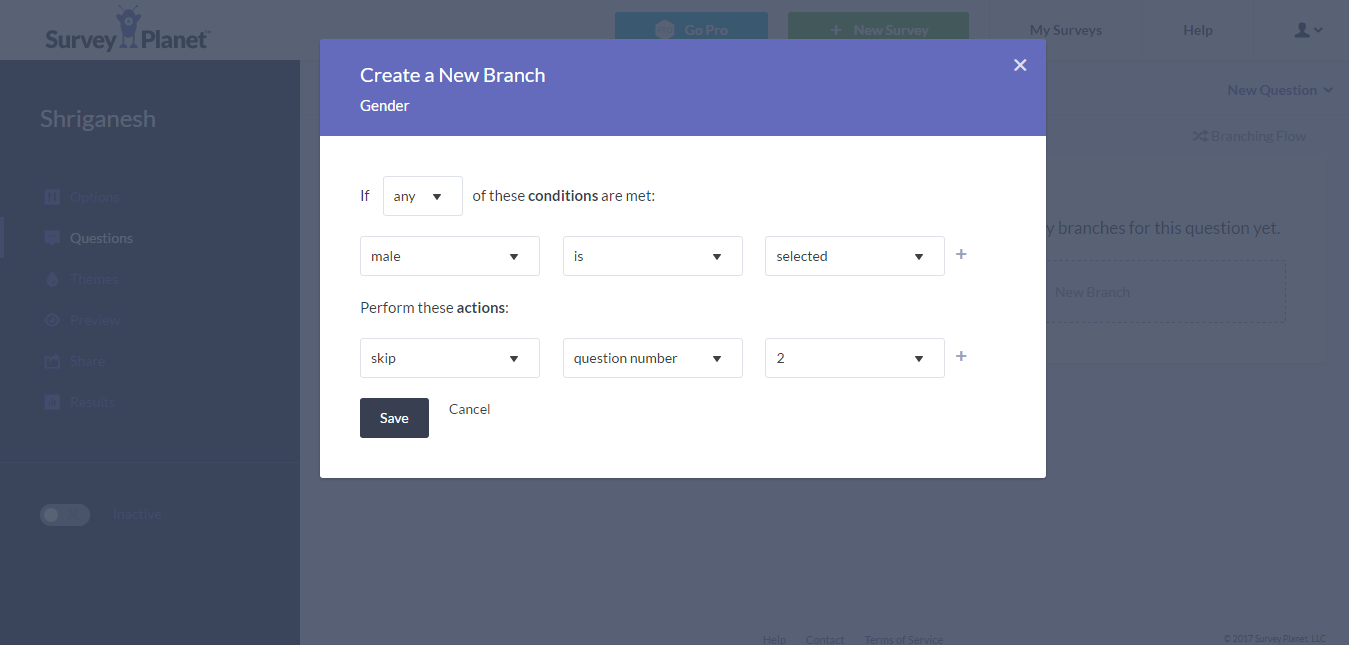 Survey Planet
Go Pro
+ New Survey
My Surveys
Help
Shriganesh
Options
Questions
Themes
Preview
Share
Results
Inactive
New Question
Branching Flow
y branches for this question yet.
New Branch
Create a New Branch
Gender
If any of these conditions are met:
male is selected +
Perform these actions:
skip question number 2 +
Save Cancel
Help Contact Terms of Service
© 2017 Survey Planet, LLC